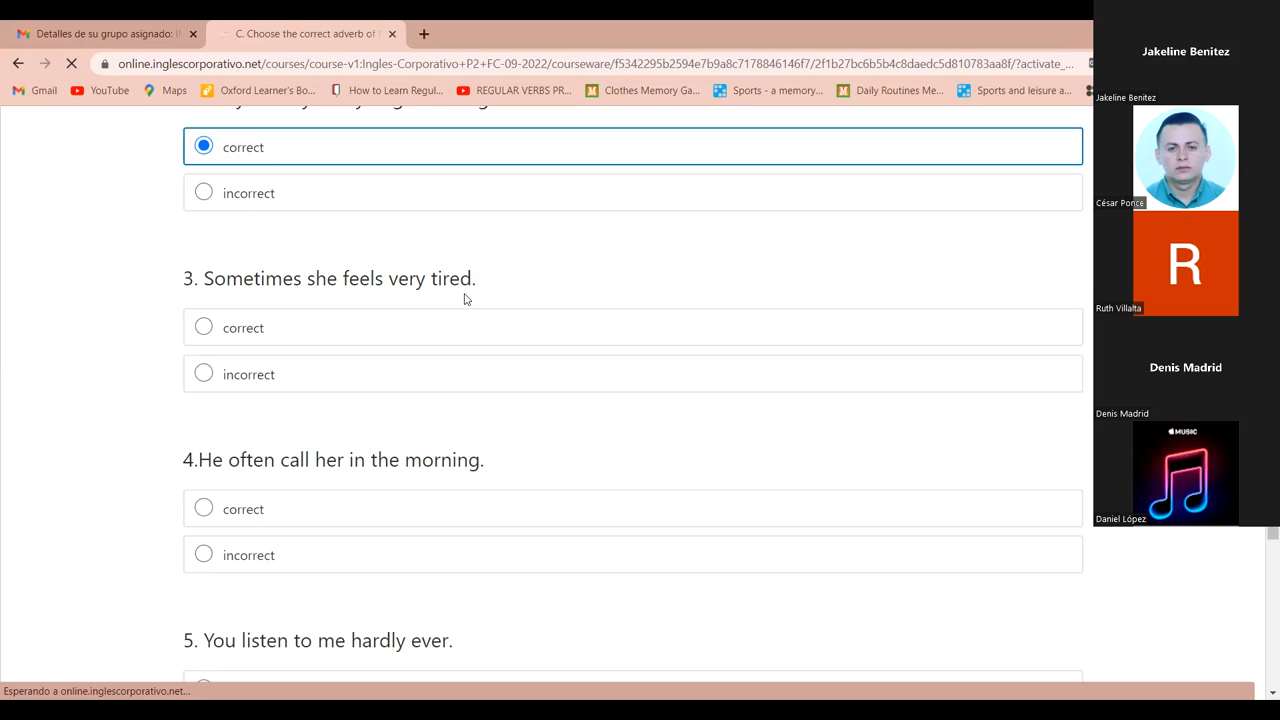 Detalles de su grupo asignado: I
C. Choose the correct adverb of f
online.inglescorporativo.net/courses/course-v1:Ingles-Corporativo+P2+FC-09-2022/courseware/f5342295b2594e7b9a8c7178846146f7/2f1b27bc6b5b4c8daedc5d810783aa8f/?activate_...
Gmail
YouTube
Maps
Oxford Learner's Bo...
How to Learn Regul...
REGULAR VERBS PR...
Clothes Memory Ga...
Sports - a memory...
Daily Routines Me...
Sports and leisure a...
correct
incorrect
3. Sometimes she feels very tired.
correct
incorrect
4.He often call her in the morning.
correct
incorrect
5. You listen to me hardly ever.
Esperando a online.inglescorporativo.net...
Jakeline Benitez
Jakeline Benitez
César Ponce
R
Ruth Villalta
Denis Madrid
Denis Madrid
MUSIC
Daniel López